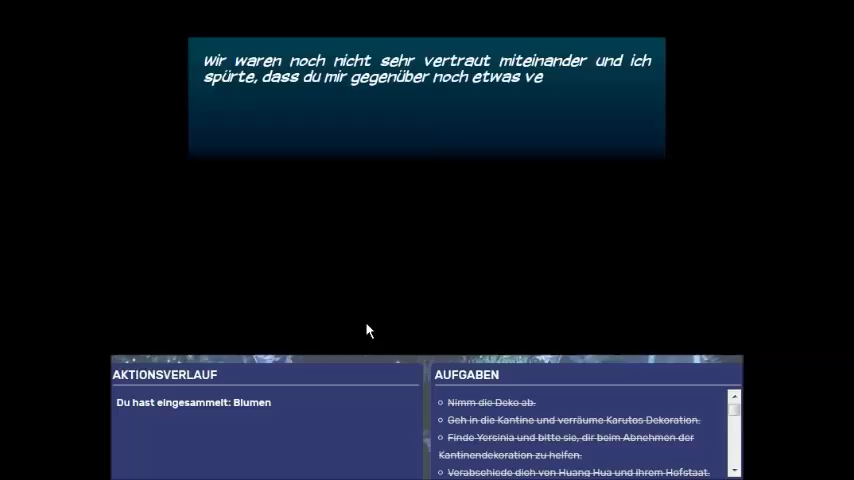 Wir waren noch nicht sehr vertraut miteinander und ich
spürte, dass du mir gegenüber noch etwas ve
AKTIONSVERLAUF
Du hast eingesammelt: Blumen
AUFGABEN
Nimm die Deko ab.
Geh in die Kantine und verräume Karutos Dekoration.
Finde Yersinia und bitte sie, dir beim Abnehmen der
Kantinendekoration zu helfen.
Verabschiede dich von Huang Hua und ihrem Hofstaat.